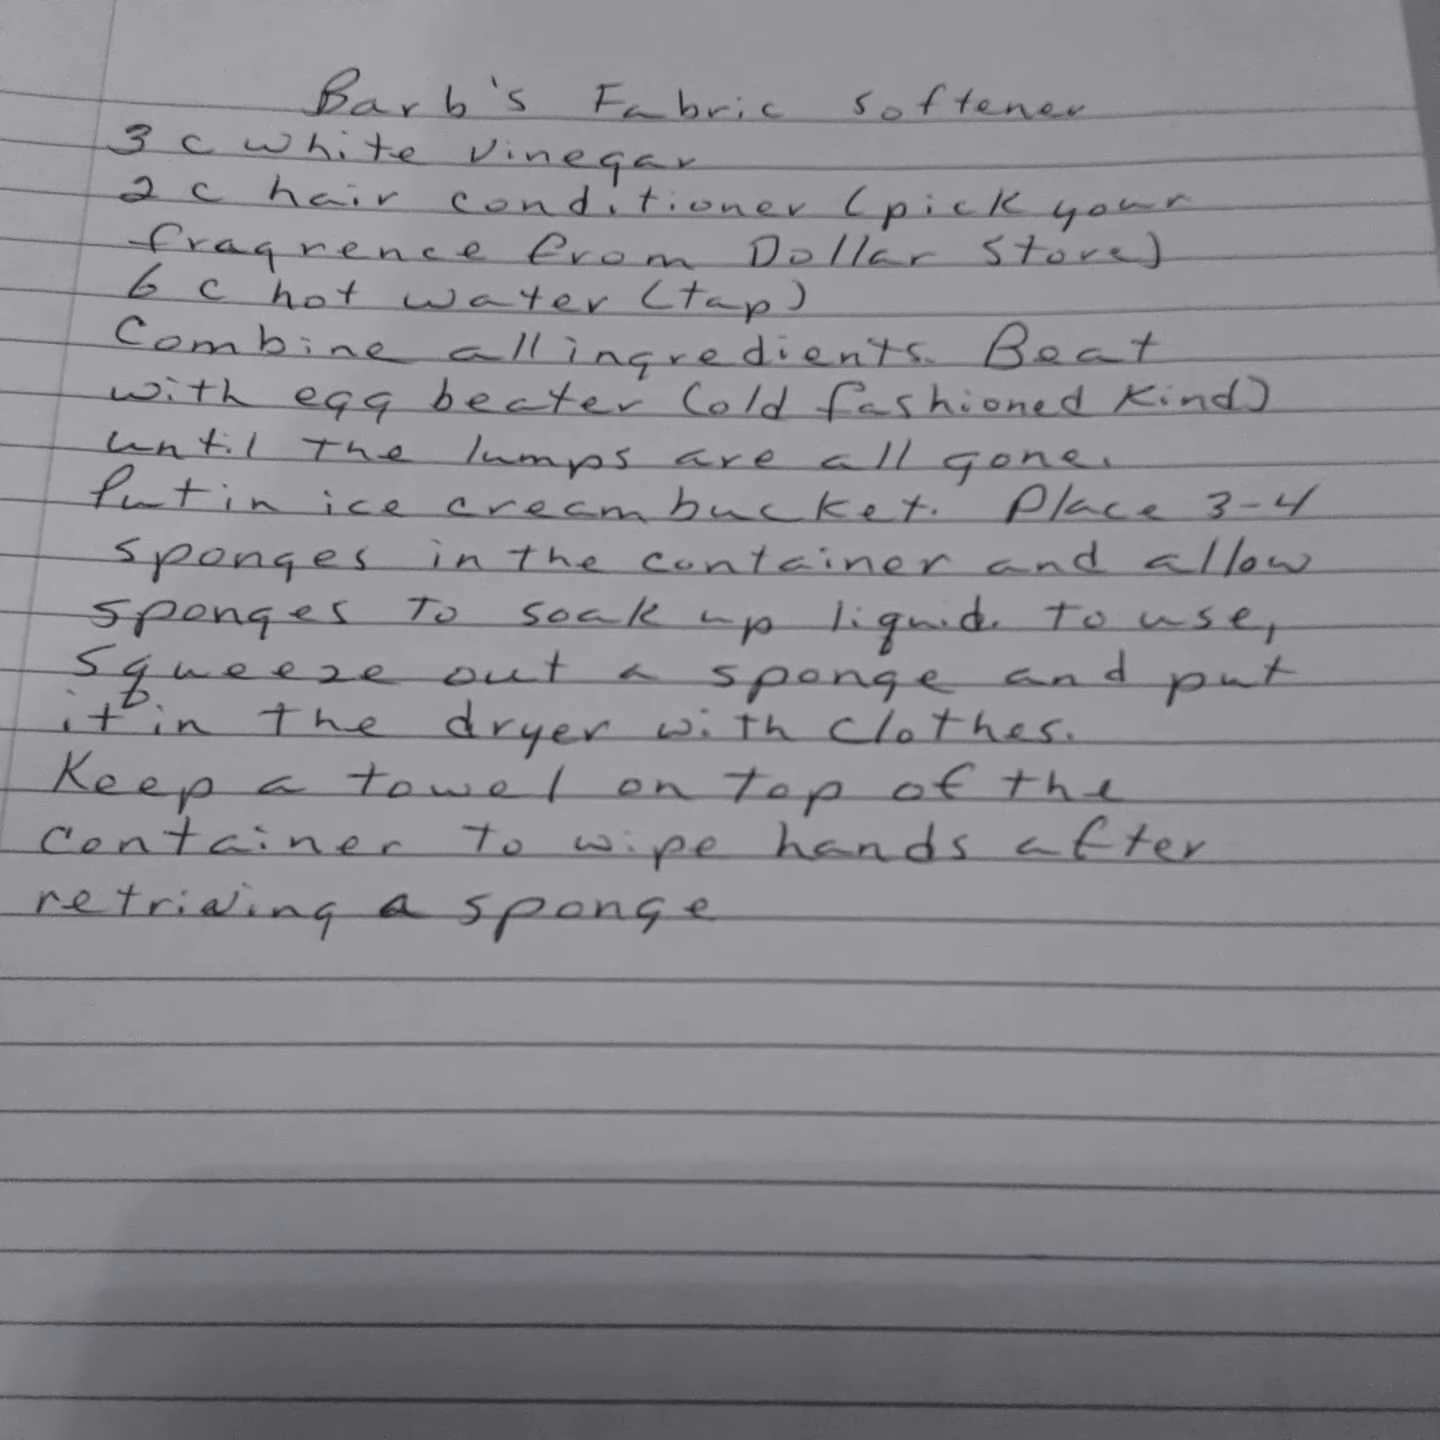 Barb's Fabric Softener
3 c white vinegar
2 c hair conditioner (pick your
fragrence from Dollar Store)
6 c hot water (tap)
Combine all ingredients. Beat
with egg beater (old fashioned kind)
until the lumps are all gone.
Put in ice cream bucket. Place 3-4
sponges in the container and allow
sponges to soak up liquid. To use,
squeeze out a sponge and put
it in the dryer with clothes.
Keep a towel on top of the
container to wipe hands after
retriving a sponge